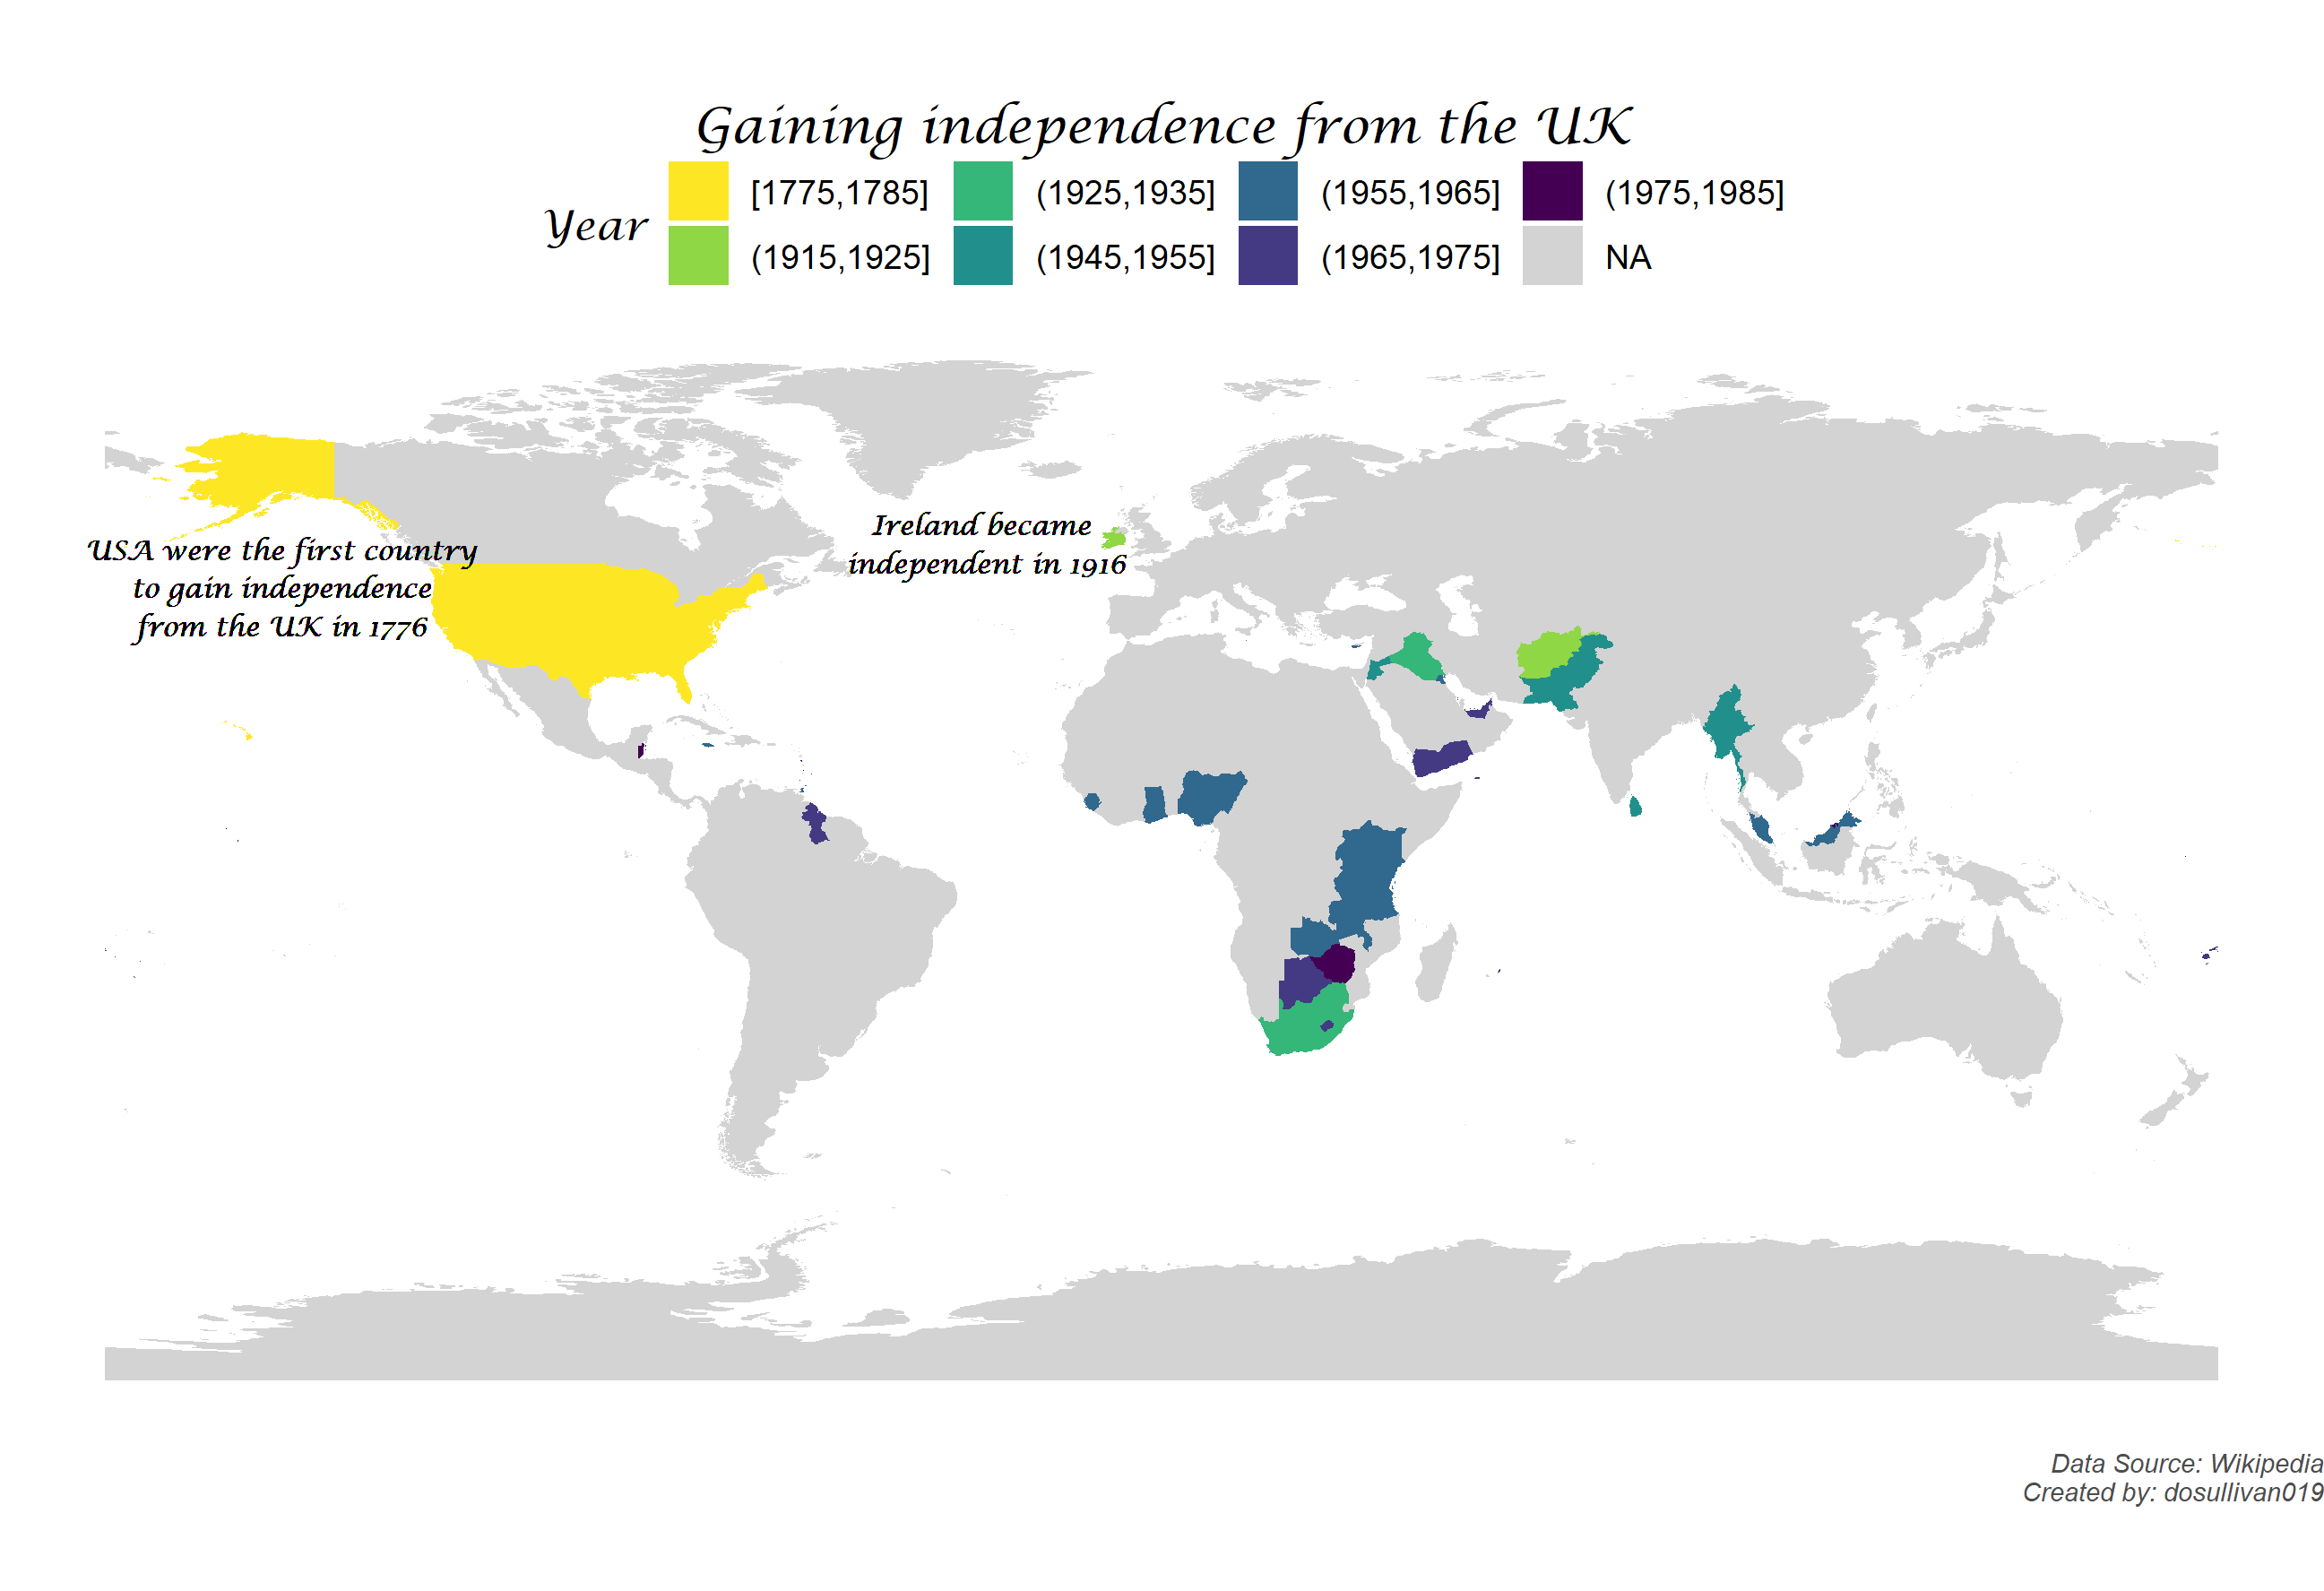 Gaining independence from the UK
Year
[1775,1785]
(1915,1925]
(1925,1935]
(1945,1955]
(1955,1965]
(1965,1975]
(1975,1985]
NA
USA were the first country
to gain independence
from the UK in 1776
Ireland became
independent in 1916
Data Source: Wikipedia
Created by: dosullivan019